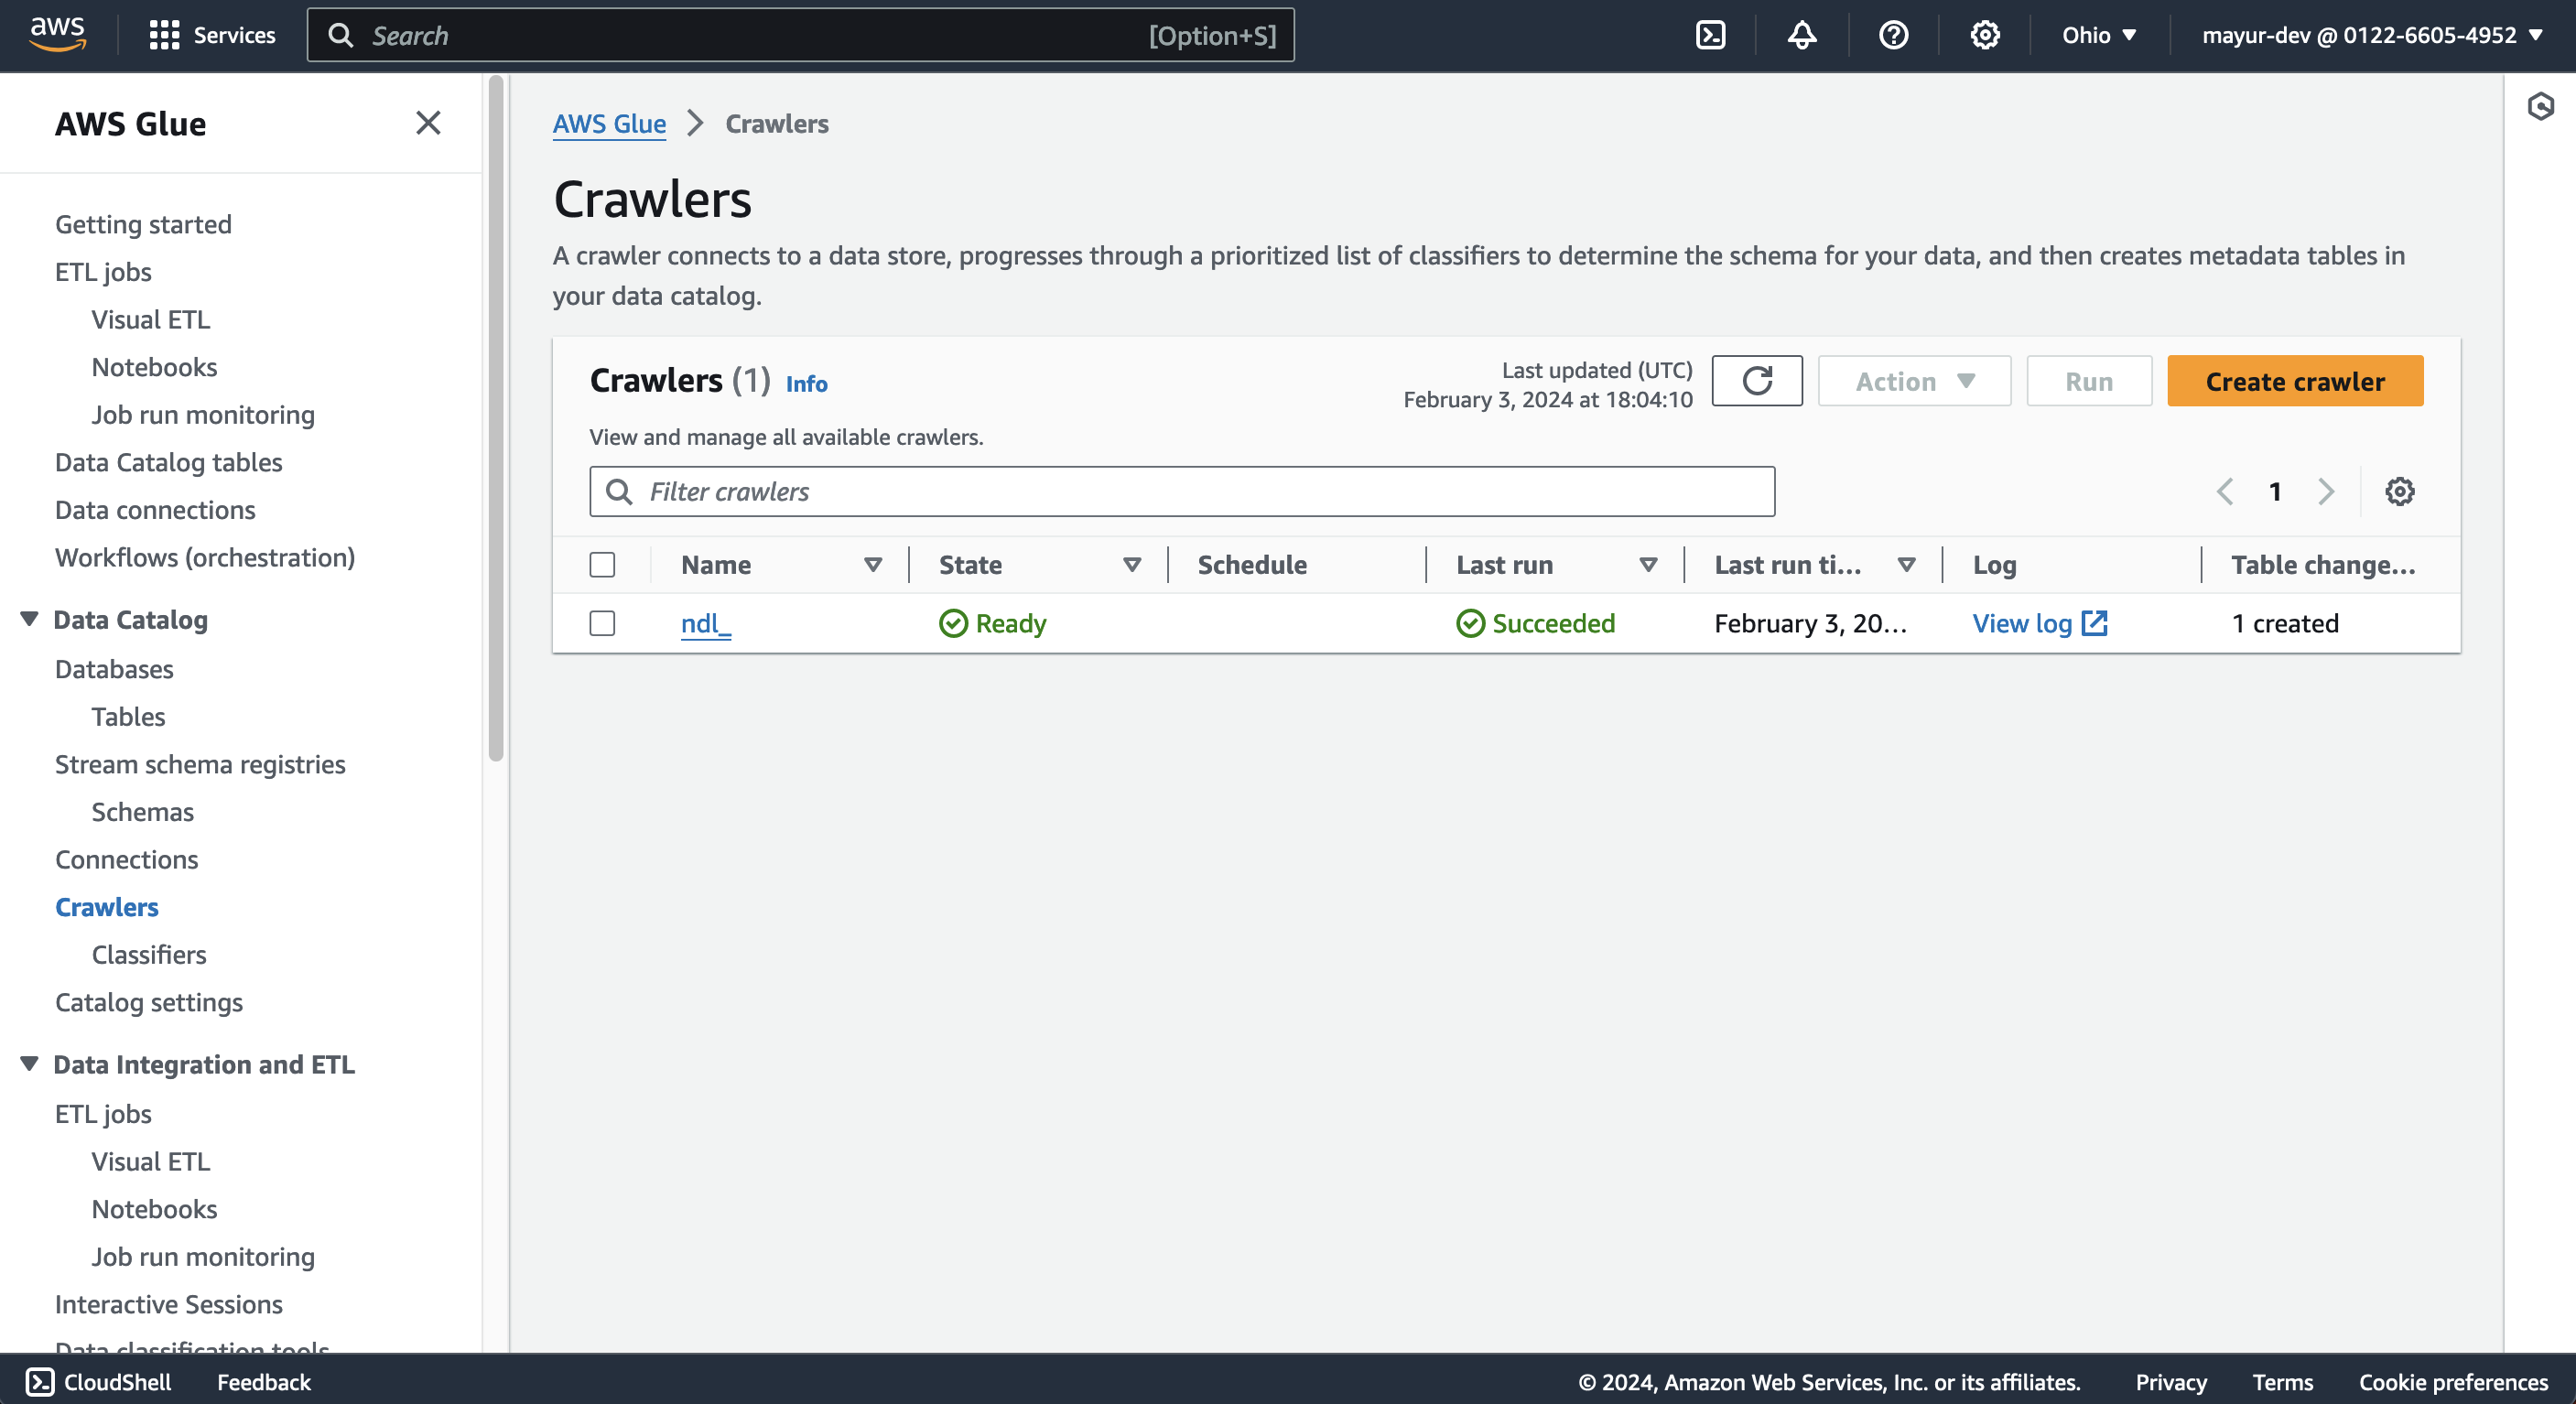 aws
Services
Search
[Option+S]
Ohio
mayur-dev @ 0122-6605-4952
AWS Glue
Getting started
ETL jobs
Visual ETL
Notebooks
Job run monitoring
Data Catalog tables
Data connections
Workflows (orchestration)
Data Catalog
Databases
Tables
Stream schema registries
Schemas
Connections
Crawlers
Classifiers
Catalog settings
Data Integration and ETL
ETL jobs
Visual ETL
Notebooks
Job run monitoring
Interactive Sessions
Data classification tools
AWS Glue
Crawlers
Crawlers
A crawler connects to a data store, progresses through a prioritized list of classifiers to determine the schema for your data, and then creates metadata tables in
your data catalog.
Crawlers (1) Info
Last updated (UTC)
February 3, 2024 at 18:04:10
Action
Run
Create crawler
View and manage all available crawlers.
Filter crawlers
1
Name State Schedule Last run Last run ti... Log Table change...
ndl_ Ready Succeeded February 3, 20... View log 1 created
CloudShell
Feedback
© 2024, Amazon Web Services, Inc. or its affiliates.
Privacy
Terms
Cookie preferences